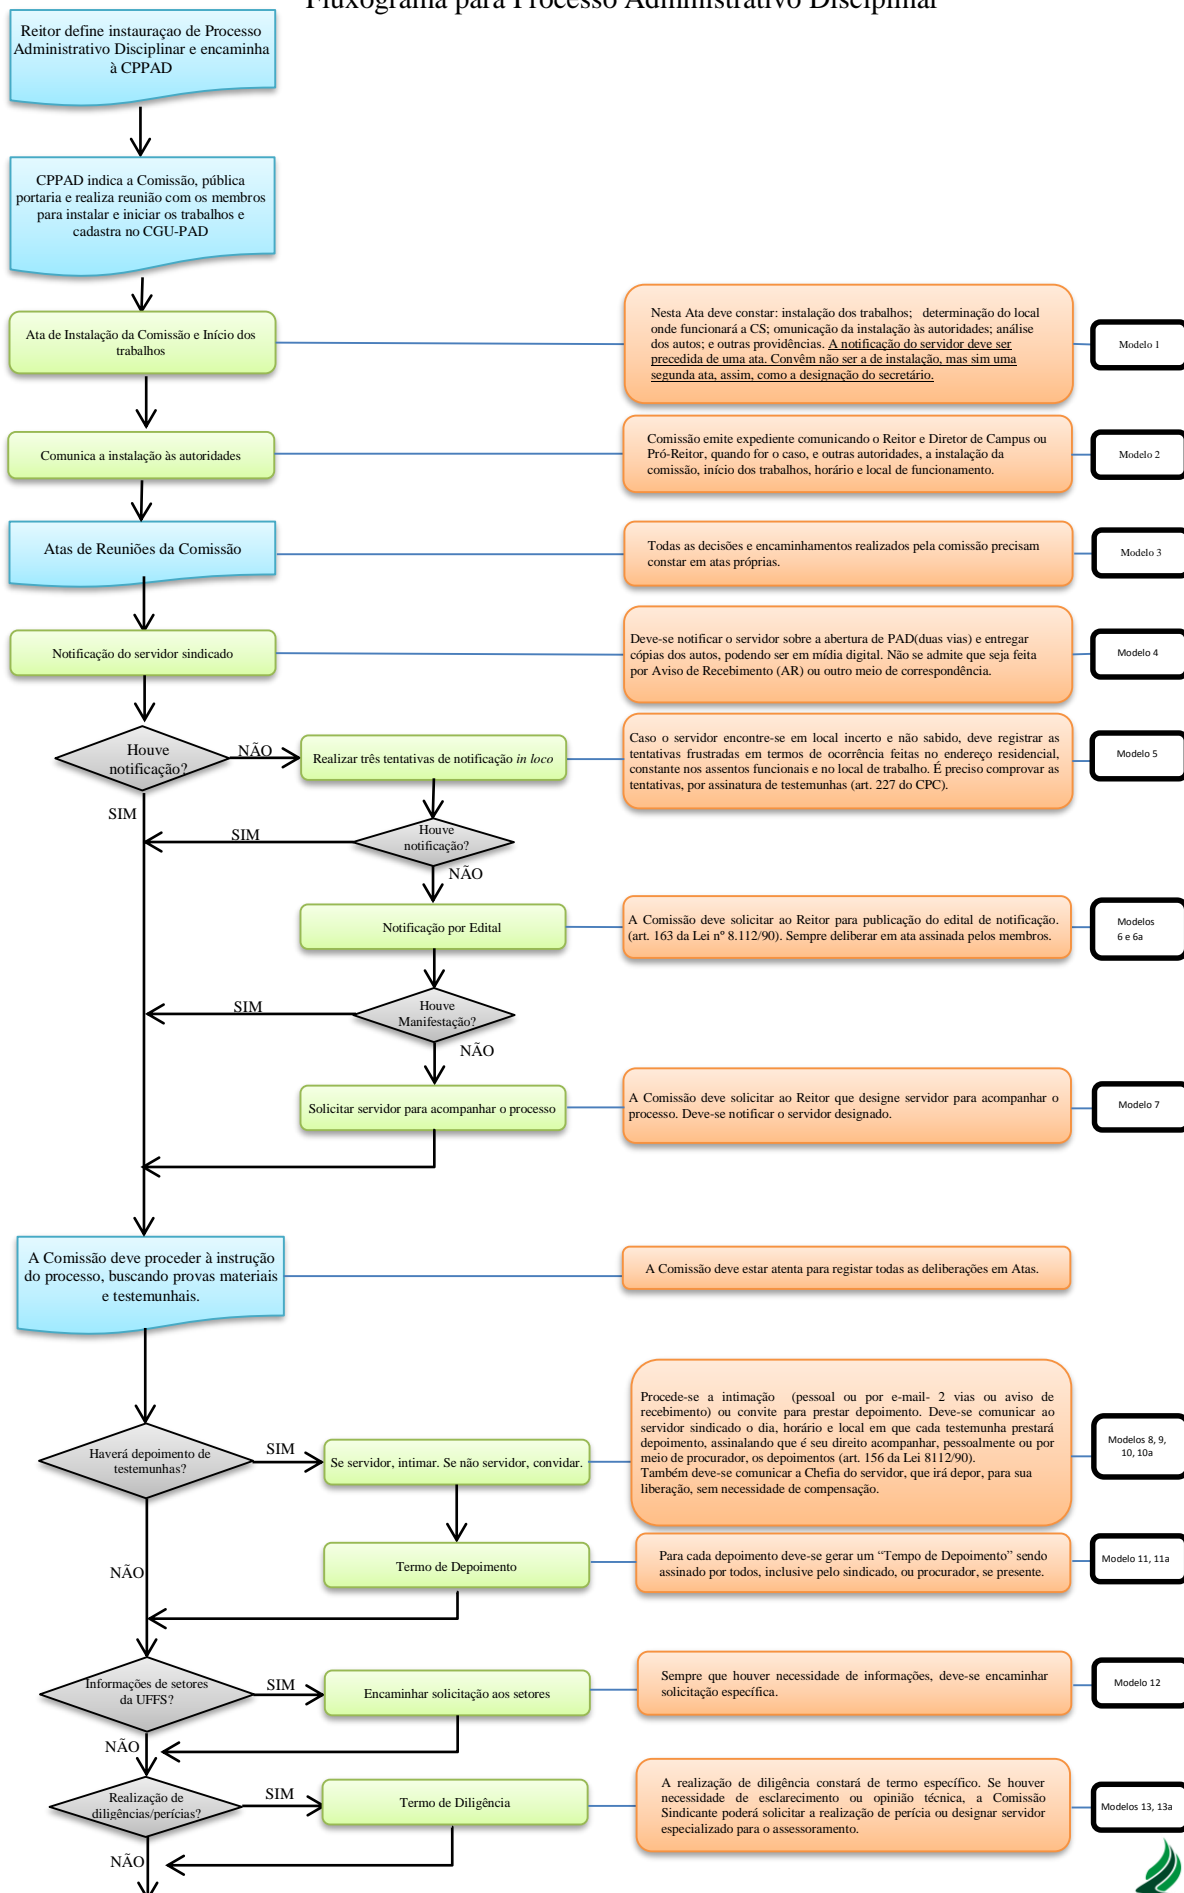 Fluxograma para Processo Administrativo Disciplinar
Reitor define instauraçao de Processo
Administrativo Disciplinar e encaminha
à CPPAD
CPPAD indica a Comissão, pública
portaria e realiza reunião com os membros
para instalar e iniciar os trabalhos e
cadastra no CGU-PAD
Ata de Instalação da Comissão e Início dos
trabalhos
Nesta Ata deve constar: instalação dos trabalhos; determinação do local
onde funcionará a CS; omunicação da instalação às autoridades; análise
dos autos; e outras providências. A notificação do servidor deve ser
precedida de uma ata. Convêm não ser a de instalação, mas sim uma
segunda ata, assim, como a designação do secretário.
Modelo 1
Comunica a instalação às autoridades
Comissão emite expediente comunicando o Reitor e Diretor de Campus ou
Pró-Reitor, quando for o caso, e outras autoridades, a instalação da
comissão, início dos trabalhos, horário e local de funcionamento.
Modelo 2
Atas de Reuniões da Comissão
Todas as decisões e encaminhamentos realizados pela comissão precisam
constar em atas próprias.
Modelo 3
Notificação do servidor sindicado
Deve-se notificar o servidor sobre a abertura de PAD(duas vias) e entregar
cópias dos autos, podendo ser em mídia digital. Não se admite que seja feita
por Aviso de Recebimento (AR) ou outro meio de correspondência.
Modelo 4
Houve
notificação?
NÃO
SIM
Realizar três tentativas de notificação in loco
Caso o servidor encontre-se em local incerto e não sabido, deve registrar as
tentativas frustradas em termos de ocorrência feitas no endereço residencial,
constante nos assentos funcionais e no local de trabalho. É preciso comprovar as
tentativas, por assinatura de testemunhas (art. 227 do CPC).
Modelo 5
Houve
notificação?
SIM
NÃO
Notificação por Edital
A Comissão deve solicitar ao Reitor para publicação do edital de notificação.
(art. 163 da Lei nº 8.112/90). Sempre deliberar em ata assinada pelos membros.
Modelos
6 e 6a
Houve
Manifestação?
SIM
NÃO
Solicitar servidor para acompanhar o processo
A Comissão deve solicitar ao Reitor que designe servidor para acompanhar o
processo. Deve-se notificar o servidor designado.
Modelo 7
A Comissão deve proceder à instrução
do processo, buscando provas materiais
e testemunhais.
A Comissão deve estar atenta para registar todas as deliberações em Atas.
Haverá depoimento de
testemunhas?
SIM
NÃO
Se servidor, intimar. Se não servidor, convidar.
Procede-se a intimação (pessoal ou por e-mail- 2 vias ou aviso de
recebimento) ou convite para prestar depoimento. Deve-se comunicar ao
servidor sindicado o dia, horário e local em que cada testemunha prestará
depoimento, assinalando que é seu direito acompanhar, pessoalmente ou por
meio de procurador, os depoimentos (art. 156 da Lei 8112/90).
Também deve-se comunicar a Chefia do servidor, que irá depor, para sua
liberação, sem necessidade de compensação.
Modelos 8, 9,
10, 10a
Termo de Depoimento
Para cada depoimento deve-se gerar um “Tempo de Depoimento” sendo
assinado por todos, inclusive pelo sindicado, ou procurador, se presente.
Modelo 11, 11a
Informações de setores
da UFFS?
SIM
NÃO
Encaminhar solicitação aos setores
Sempre que houver necessidade de informações, deve-se encaminhar
solicitação específica.
Modelo 12
Realização de
diligências/perícias?
SIM
NÃO
Termo de Diligência
A realização de diligência constará de termo específico. Se houver
necessidade de esclarecimento ou opinião técnica, a Comissão
Sindicante poderá solicitar a realização de perícia ou designar servidor
especializado para o assessoramento.
Modelos 13, 13a